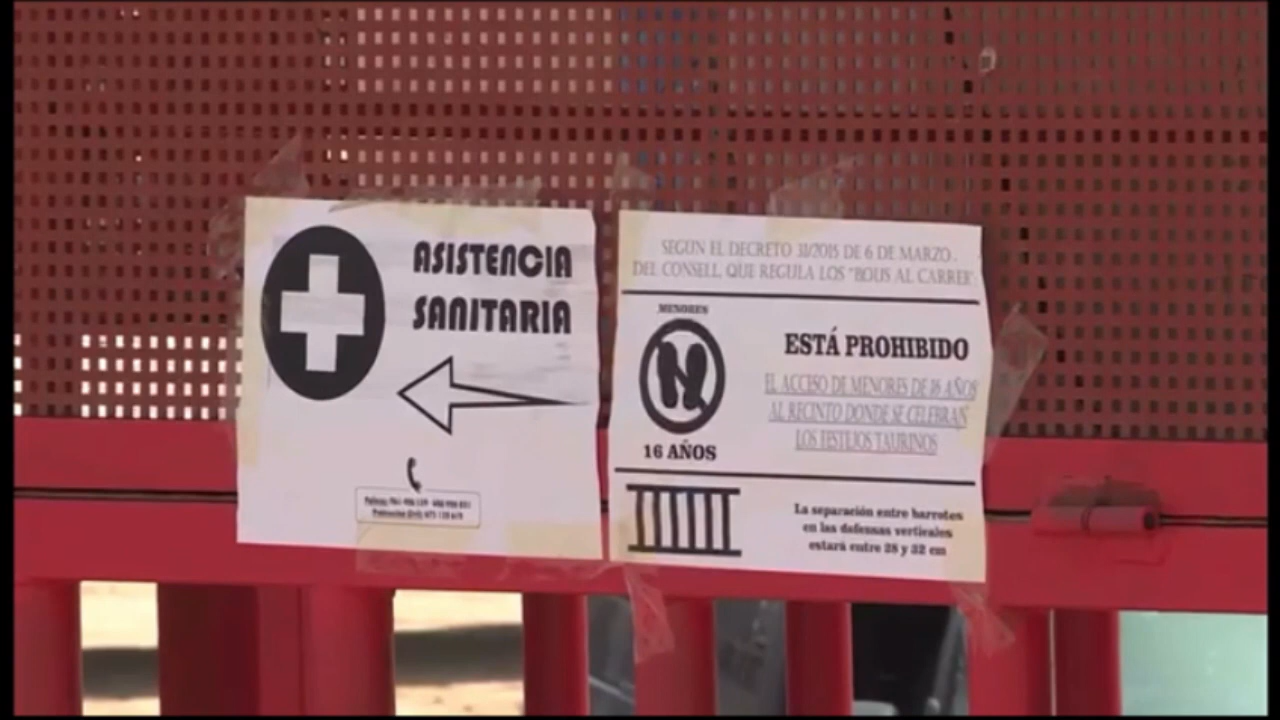 ASISTENCIA
SANITARIA
SEGÚN EL DECRETO 31/2015 DE 6 DE MARZO,
DEL CONSELL, QUE REGULA LOS "BOUS AL CARRER"
MENORES
16 AÑOS
ESTÁ PROHIBIDO
EL ACCESO DE MENORES DE 16 AÑOS
AL RECINTO DONDE SE CELEBRAN
LOS FESTEJOS TAURINOS
La separación entre barrotes
en las defensas verticales
estará entre 28 y 32 cm